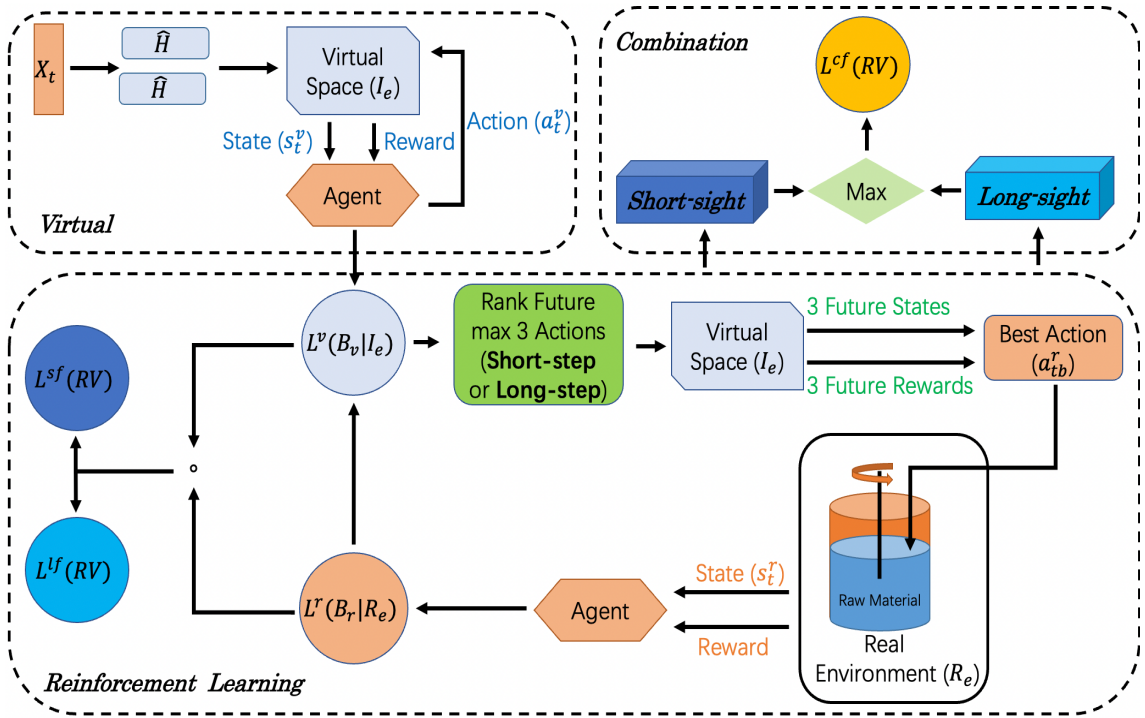 X_t
Ĥ
Ĥ
Virtual
Space (I_e)
State (s_t^v)
Reward
Action (a_t^v)
Agent
Virtual
Combination
L^{cf}(RV)
Short-sight
Max
Long-sight
L^{sf}(RV)
L^{lf}(RV)
L^v(B_v|I_e)
Rank Future
max 3 Actions
(Short-step
or Long-step)
Virtual
Space (I_e)
3 Future States
3 Future Rewards
Best Action
(a_{tb}^r)
Raw Material
Real
Environment (R_e)
State (s_t^r)
Reward
Agent
L^r(B_r|R_e)
Reinforcement Learning